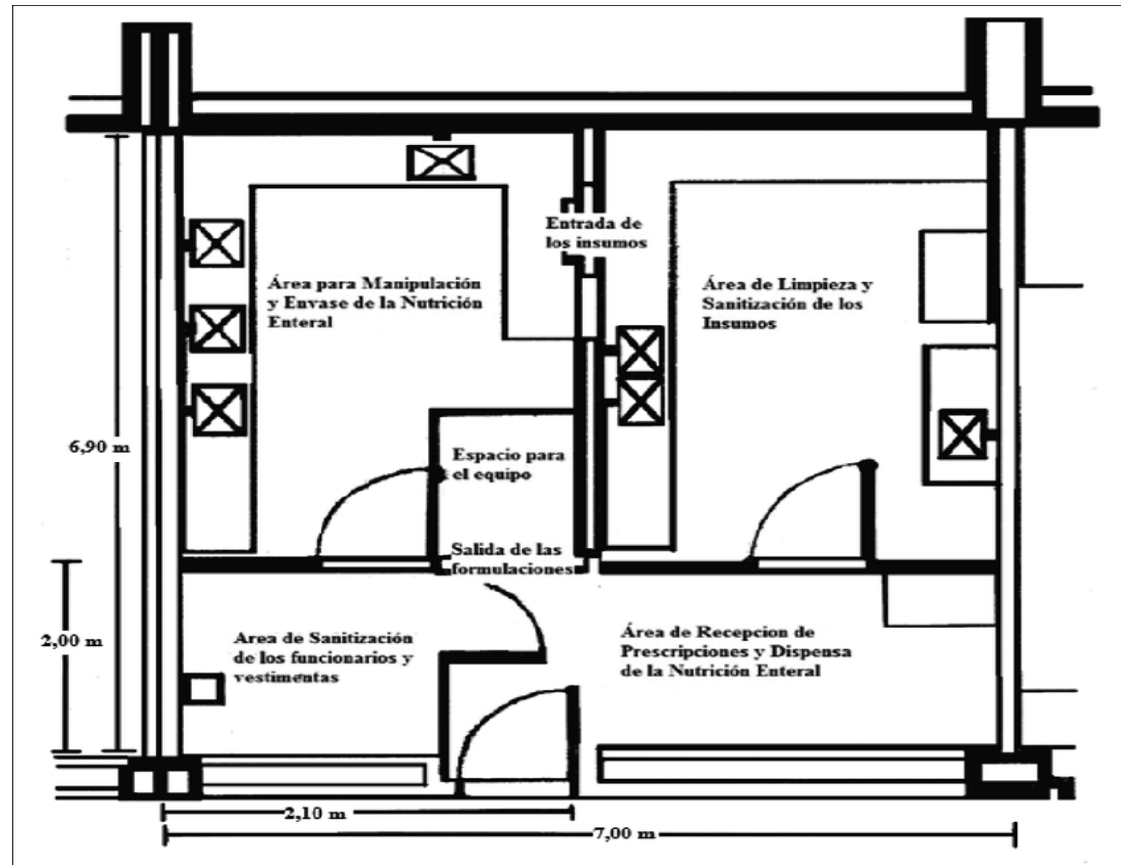 Entrada de
los insumos
Área para Manipulación
y Envase de la Nutrición
Enteral
Área de Limpieza y
Sanitización de los
Insumos
6,90 m
Espacio para
el equipo
Salida de las
formulaciones
2,00 m
Area de Sanitización
de los funcionarios y
vestimentas
Área de Recepcion de
Prescripciones y Dispensa
de la Nutrición Enteral
2,10 m
7,00 m